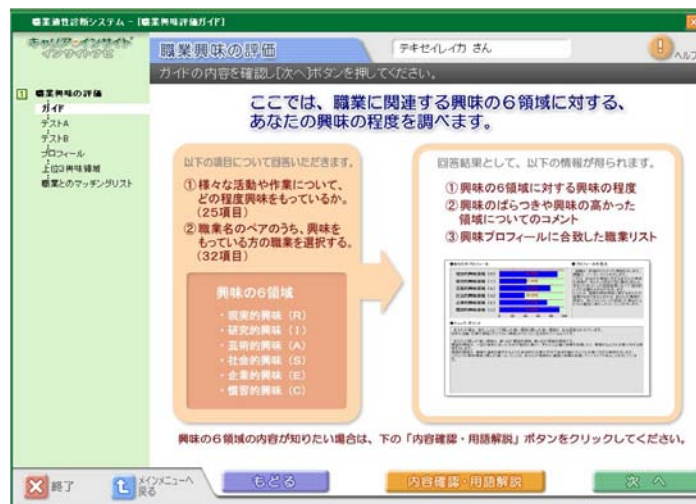 職業適性診断システム - [職業興味評価ガイド]
キャリア・インサイト
職業興味の評価
テキセイレイカ さん
ヘルプ
ガイドの内容を確認し[次へ]ボタンを押してください。
1 職業興味の評価
ガイド
テストA
テストB
プロフィール
上位3興味領域
職業とのマッチングリスト
ここでは、職業に関連する興味の6領域に対する、
あなたの興味の程度を調べます。
以下の項目について回答いただきます。
①様々な活動や作業について、
どの程度興味をもっているか。
(25項目)
②職業名のペアのうち、興味を
もっている方の職業を選択する。
(32項目)
興味の6領域
・現実的興味 (R)
・研究的興味 (I)
・芸術的興味 (A)
・社会的興味 (S)
・企業的興味 (E)
・慣習的興味 (C)
回答結果として、以下の情報が得られます。
①興味の6領域に対する興味の程度
②興味のばらつきや興味の高かった
領域についてのコメント
③興味プロフィールに合致した職業リスト
興味の6領域の内容が知りたい場合は、下の「内容確認・用語解説」ボタンをクリックしてください。
終了
メインメニューへ
戻る
もどる
内容確認・用語解説
次 へ